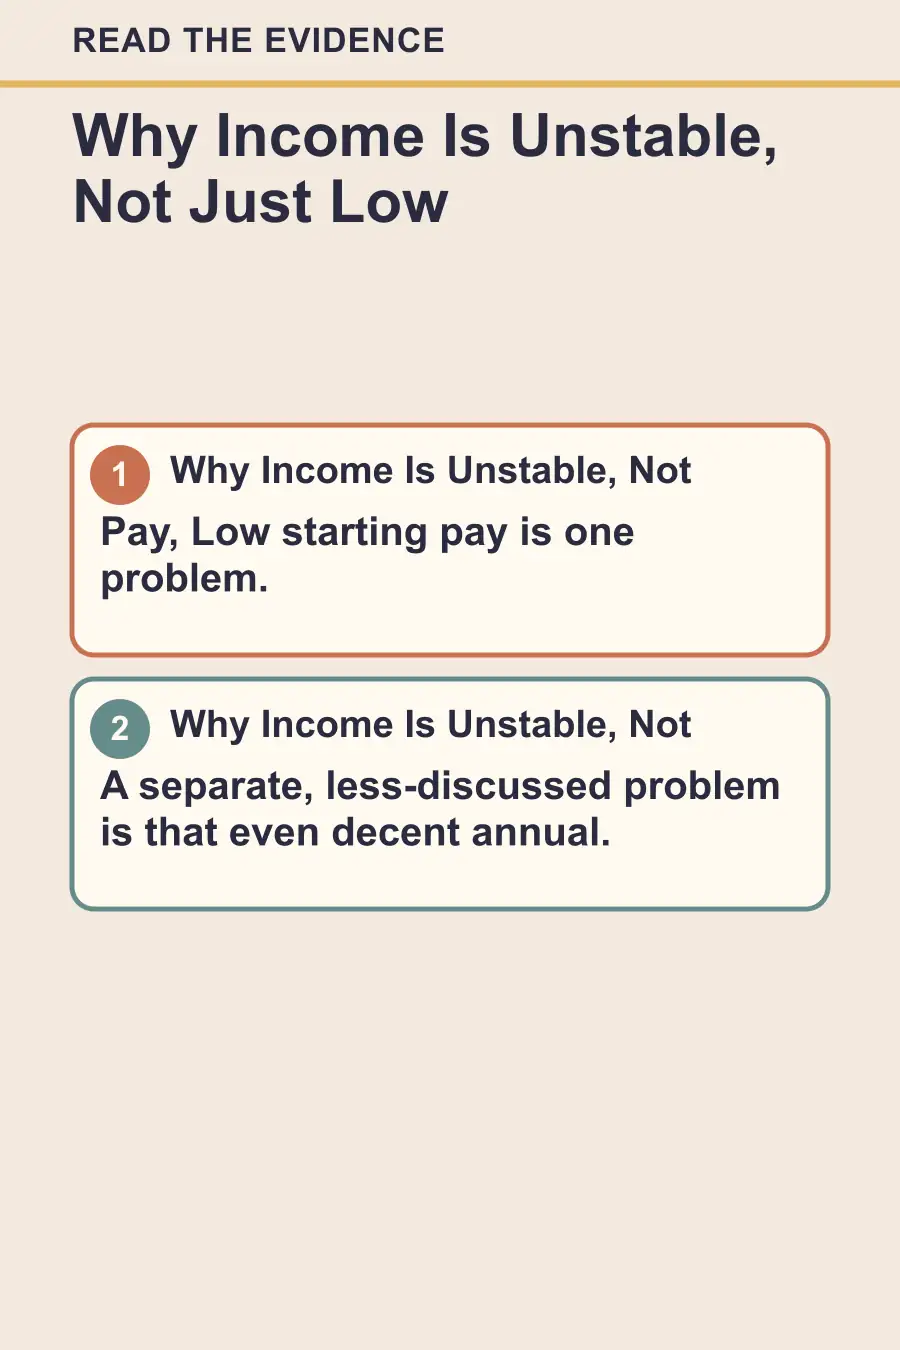 READ THE EVIDENCE
Why Income Is Unstable,
Not Just Low
1
Why Income Is Unstable, Not
Pay, Low starting pay is one
problem.
2
Why Income Is Unstable, Not
A separate, less-discussed problem
is that even decent annual.